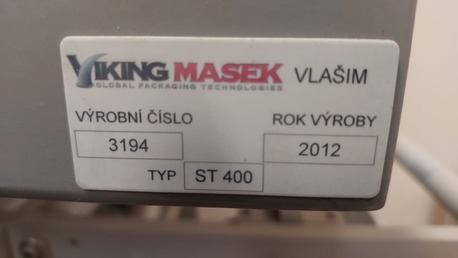 VIKING MASEK VLAŠIM
GLOBAL PACKAGING TECHNOLOGIES
VÝROBNÍ ČÍSLO ROK VÝROBY
3194 2012
TYP ST 400